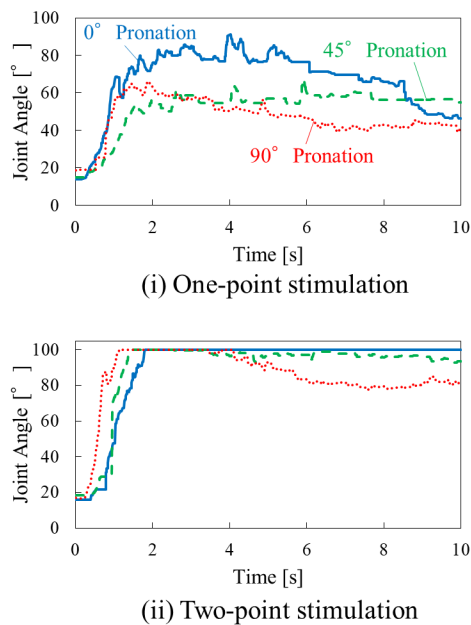 100
80
60
40
20
0
Joint Angle [°]
0° Pronation
45° Pronation
90° Pronation
0 2 4 6 8 10
Time [s]
(i) One-point stimulation
100
80
60
40
20
0
Joint Angle [°]
0 2 4 6 8 10
Time [s]
(ii) Two-point stimulation